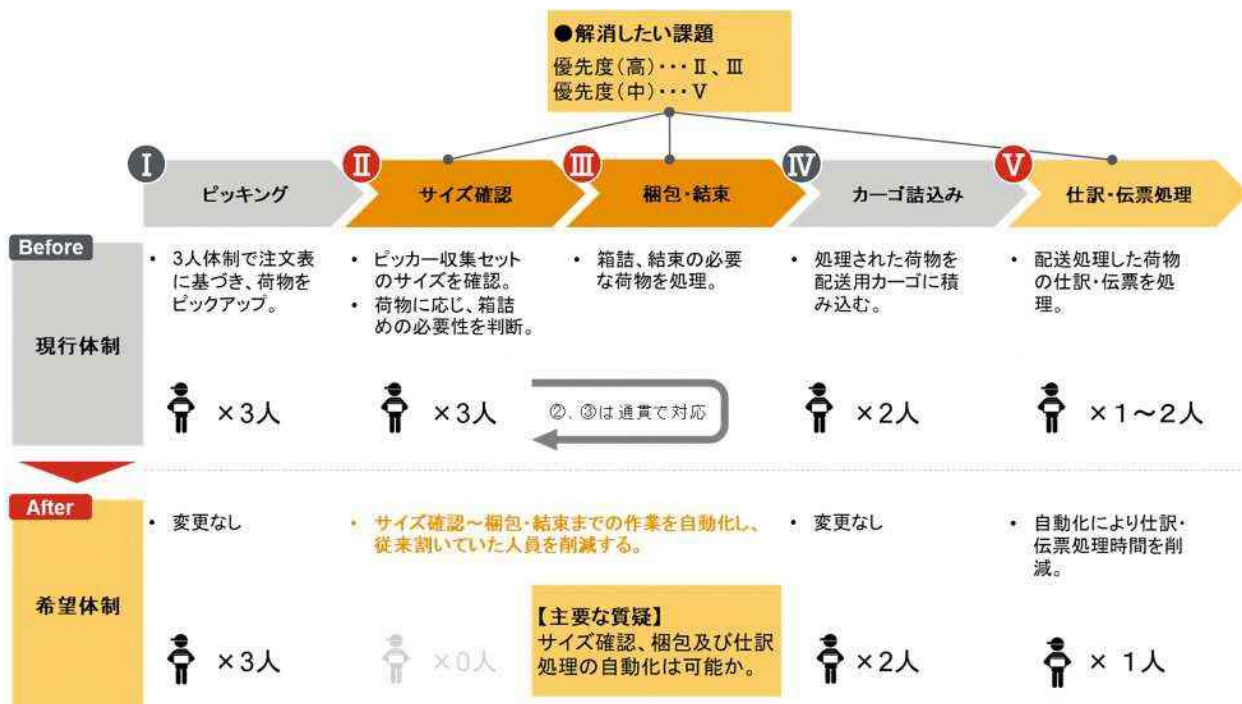 ●解消したい課題
優先度(高)･･･Ⅱ、Ⅲ
優先度(中)･･･Ⅴ
Ⅰ
ピッキング
Ⅱ
サイズ確認
Ⅲ
梱包・結束
Ⅳ
カーゴ詰込み
Ⅴ
仕訳・伝票処理
Before
現行体制
• 3人体制で注文表
に基づき、荷物を
ピックアップ。
×3人
• ピッカー収集セット
のサイズを確認。
• 荷物に応じ、箱詰
めの必要性を判断。
×3人
• 箱詰、結束の必要
な荷物を処理。
②、③は通貫で対応
• 処理された荷物を
配送用カーゴに積
み込む。
×2人
• 配送処理した荷物
の仕訳・伝票を処
理。
×1～2人
After
希望体制
• 変更なし
×3人
• サイズ確認～梱包・結束までの作業を自動化し、
従来割いていた人員を削減する。
×0人
【主要な質疑】
サイズ確認、梱包及び仕訳
処理の自動化は可能か。
• 変更なし
×2人
• 自動化により仕訳・
伝票処理時間を削
減。
× 1人